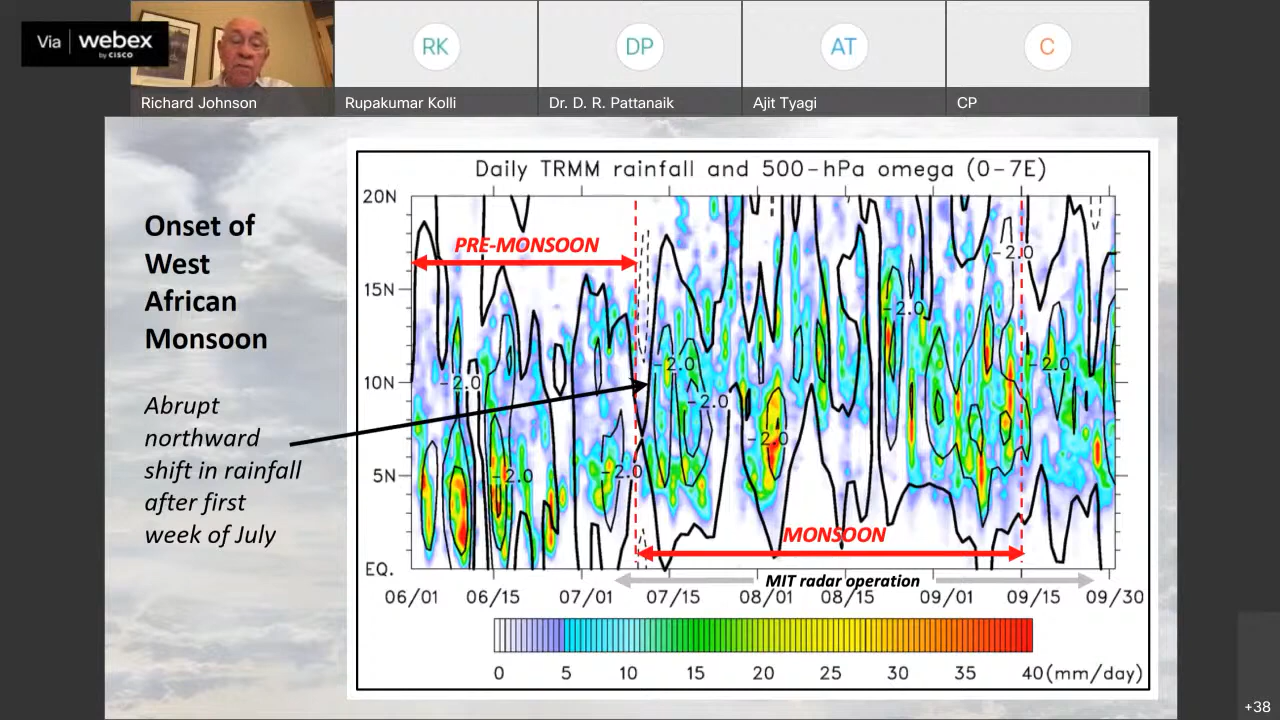 Via webex
by CISCO
RK
DP
AT
C
Richard Johnson
Rupakumar Kolli
Dr. D. R. Pattanaik
Ajit Tyagi
CP
Onset of
West
African
Monsoon
Abrupt
northward
shift in rainfall
after first
week of July
Daily TRMM rainfall and 500-hPa omega (0-7E)
20N
15N
10N
5N
EQ.
PRE-MONSOON
-2.0
-2.0
-2.0
-2.0
-2.0
-2.0
-2.0
-2.0
-2.0
MONSOON
MIT radar operation
06/01 06/15 07/01 07/15 08/01 08/15 09/01 09/15 09/30
0 5 10 15 20 25 30 35 40(mm/day)
+38